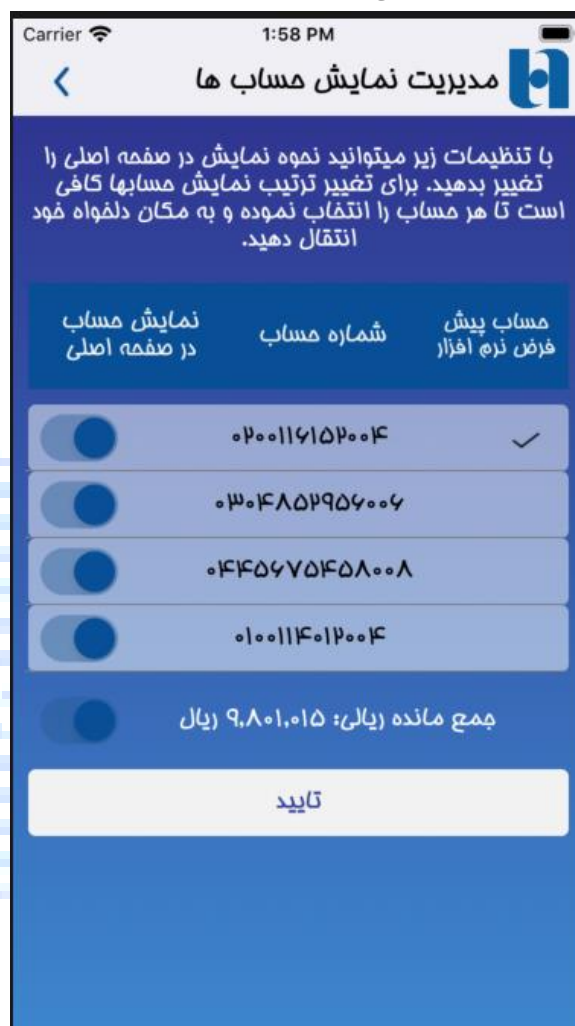 Carrier 1:58 PM
مدیریت نمایش حساب ها
با تنظیمات زیر میتوانید نحوه نمایش در صفحه اصلی را
تغییر بدهید. برای تغییر ترتیب نمایش حسابها کافی
است تا هر حساب را انتخاب نموده و به مکان دلخواه خود
انتقال دهید.
حساب پیش فرض نرم افزار
شماره حساب
نمایش حساب در صفحه اصلی
۰۲۰۰۱۱۶۱۵۲۰۰۴
۰۳۰۴۸۵۲۹۵۶۰۰۶
۰۴۴۵۶۷۵۴۵۸۰۰۸
۰۱۰۰۱۱۴۰۱۲۰۰۴
جمع مانده ریالی: ۹,۸۰۱,۰۱۵ ریال
تایید